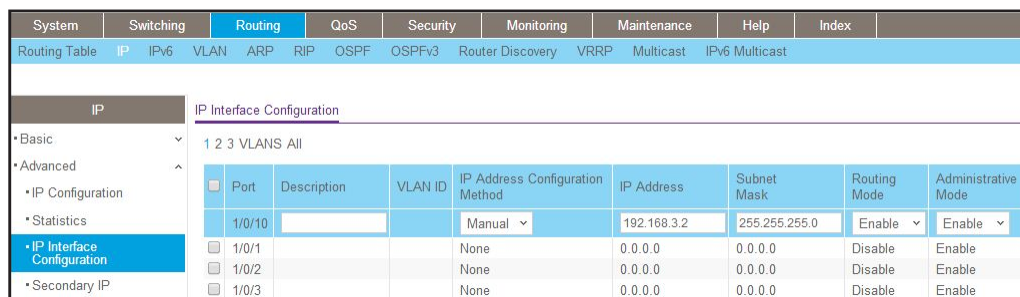 System Switching Routing QoS Security Monitoring Maintenance Help Index
Routing Table IP IPv6 VLAN ARP RIP OSPF OSPFv3 Router Discovery VRRP Multicast IPv6 Multicast
IP
Basic
Advanced
IP Configuration
Statistics
IP Interface
Configuration
Secondary IP
IP Interface Configuration
1 2 3 VLANS All
Port Description VLAN ID IP Address Configuration Method IP Address Subnet Mask Routing Mode Administrative Mode
1/0/10 Manual 192.168.3.2 255.255.255.0 Enable Enable
1/0/1 None 0.0.0.0 0.0.0.0 Disable Enable
1/0/2 None 0.0.0.0 0.0.0.0 Disable Enable
1/0/3 None 0.0.0.0 0.0.0.0 Disable Enable